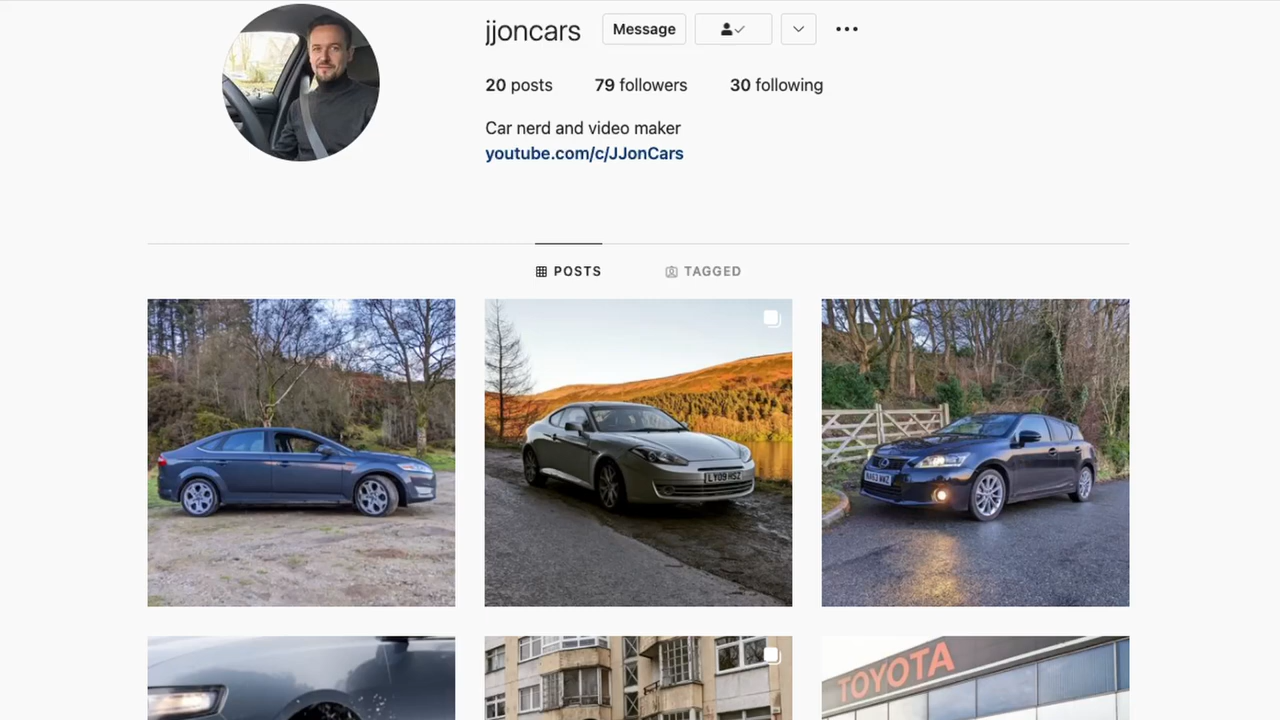 jjoncars Message
20 posts 79 followers 30 following
Car nerd and video maker
youtube.com/c/JJonCars
POSTS TAGGED
LY09 HSZ
TOYOTA